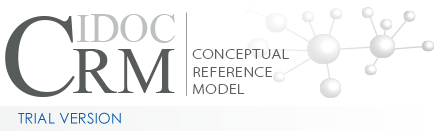 CIDOC
CRM
CONCEPTUAL
REFERENCE
MODEL
TRIAL VERSION